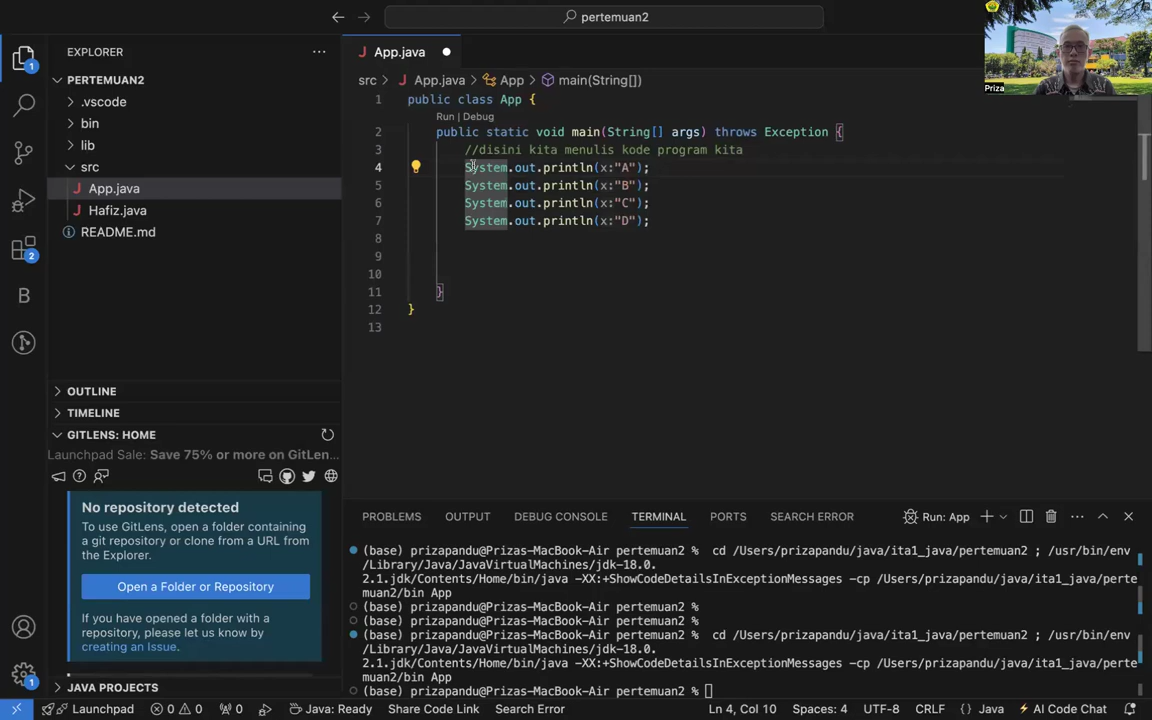 pertemuan2
Priza
EXPLORER
PERTEMUAN2
.vscode
bin
lib
src
App.java
Hafiz.java
README.md
OUTLINE
TIMELINE
GITLENS: HOME
Launchpad Sale: Save 75% or more on GitLen...
No repository detected
To use GitLens, open a folder containing
a git repository or clone from a URL from
the Explorer.
Open a Folder or Repository
If you have opened a folder with a
repository, please let us know by
creating an Issue.
JAVA PROJECTS
1
2
B
1
App.java
src > App.java > App > main(String[])
1 public class App {
Run | Debug
2 public static void main(String[] args) throws Exception {
3 //disini kita menulis kode program kita
4 System.out.println(x:"A");
5 System.out.println(x:"B");
6 System.out.println(x:"C");
7 System.out.println(x:"D");
8
9
10
11 }
12 }
13
PROBLEMS OUTPUT DEBUG CONSOLE TERMINAL PORTS SEARCH ERROR Run: App
(base) prizapandu@Prizas-MacBook-Air pertemuan2 % cd /Users/prizapandu/java/ita1_java/pertemuan2 ; /usr/bin/env
/Library/Java/JavaVirtualMachines/jdk-18.0.
2.1.jdk/Contents/Home/bin/java -XX:+ShowCodeDetailsInExceptionMessages -cp /Users/prizapandu/java/ita1_java/perte
muan2/bin App
(base) prizapandu@Prizas-MacBook-Air pertemuan2 %
(base) prizapandu@Prizas-MacBook-Air pertemuan2 %
(base) prizapandu@Prizas-MacBook-Air pertemuan2 % cd /Users/prizapandu/java/ita1_java/pertemuan2 ; /usr/bin/env
/Library/Java/JavaVirtualMachines/jdk-18.0.
2.1.jdk/Contents/Home/bin/java -XX:+ShowCodeDetailsInExceptionMessages -cp /Users/prizapandu/java/ita1_java/perte
muan2/bin App
(base) prizapandu@Prizas-MacBook-Air pertemuan2 %
Launchpad 0 0 0 Java: Ready Share Code Link Search Error Ln 4, Col 10 Spaces: 4 UTF-8 CRLF {} Java AI Code Chat